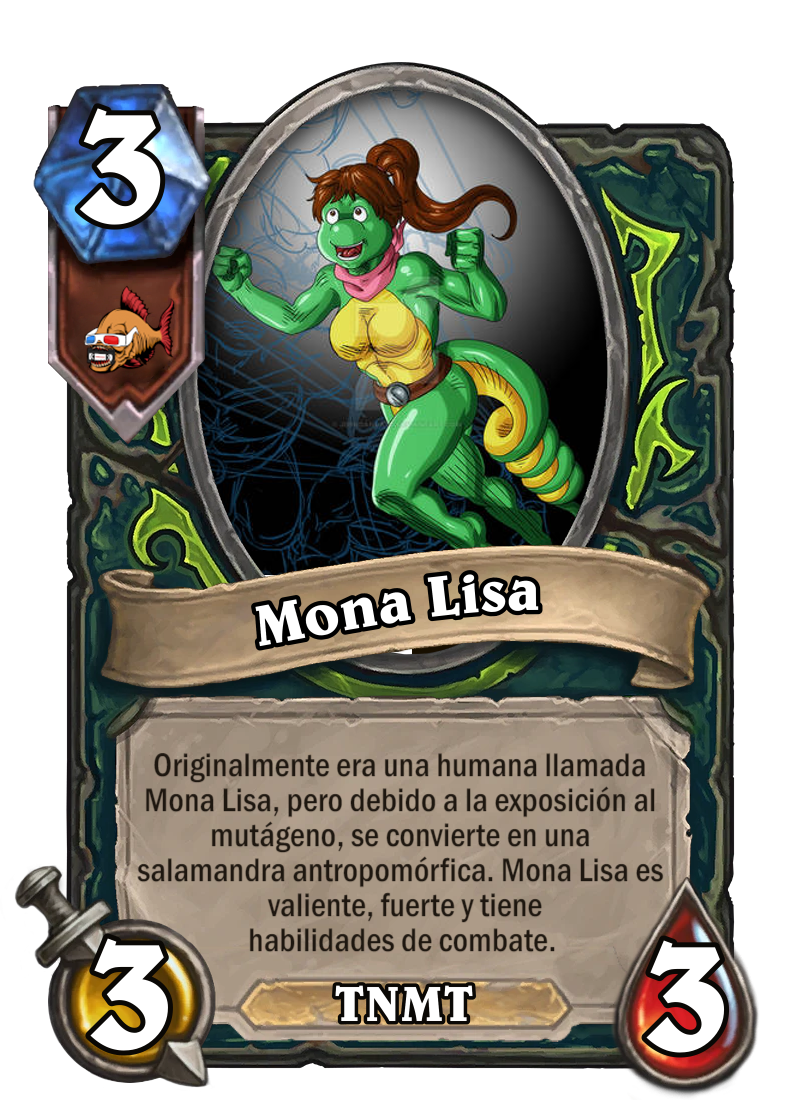 3
Mona Lisa
Originalmente era una humana llamada
Mona Lisa, pero debido a la exposición al
mutágeno, se convierte en una
salamandra antropomórfica. Mona Lisa es
valiente, fuerte y tiene
habilidades de combate.
3
TNMT
3